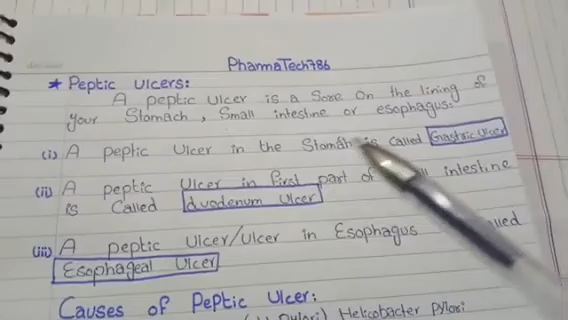 PharmaTech786
* Peptic Ulcers:
A peptic Ulcer is a Sore On the lining of
your Stomach, Small intestine or esophagus.
(i) A peptic Ulcer in the Stomach is Called Gastric Ulcer
(ii) A peptic Ulcer in first part of intestine
is Called duodenum Ulcer
(iii) A peptic Ulcer/Ulcer in Esophagus
Esophageal Ulcer
Causes of Peptic Ulcer:
Helicobacter pylori